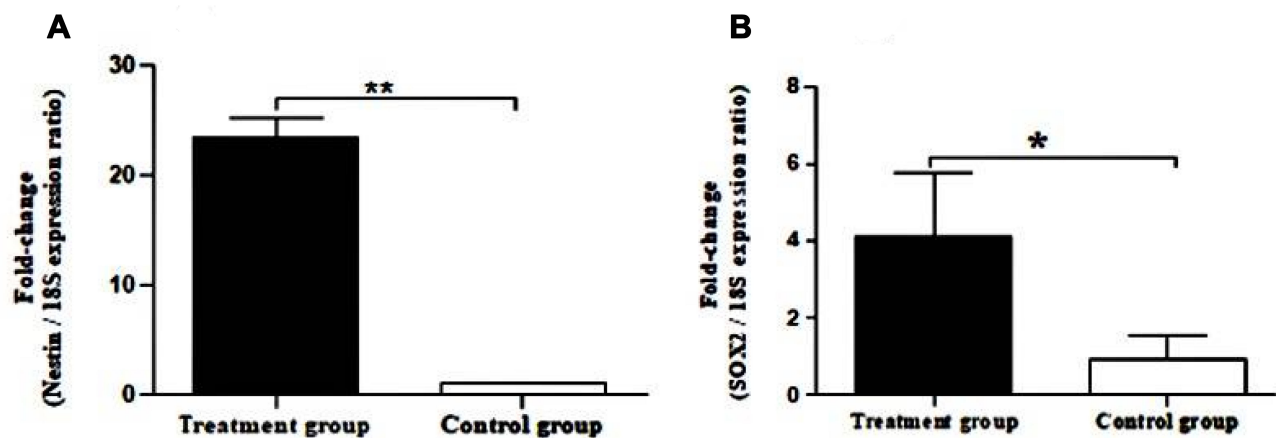 A
Fold-change
(Nestin / 18S expression ratio)
30
20
10
0
**
Treatment group
Control group
B
Fold-change
(SOX2 / 18S expression ratio)
8
6
4
2
0
*
Treatment group
Control group